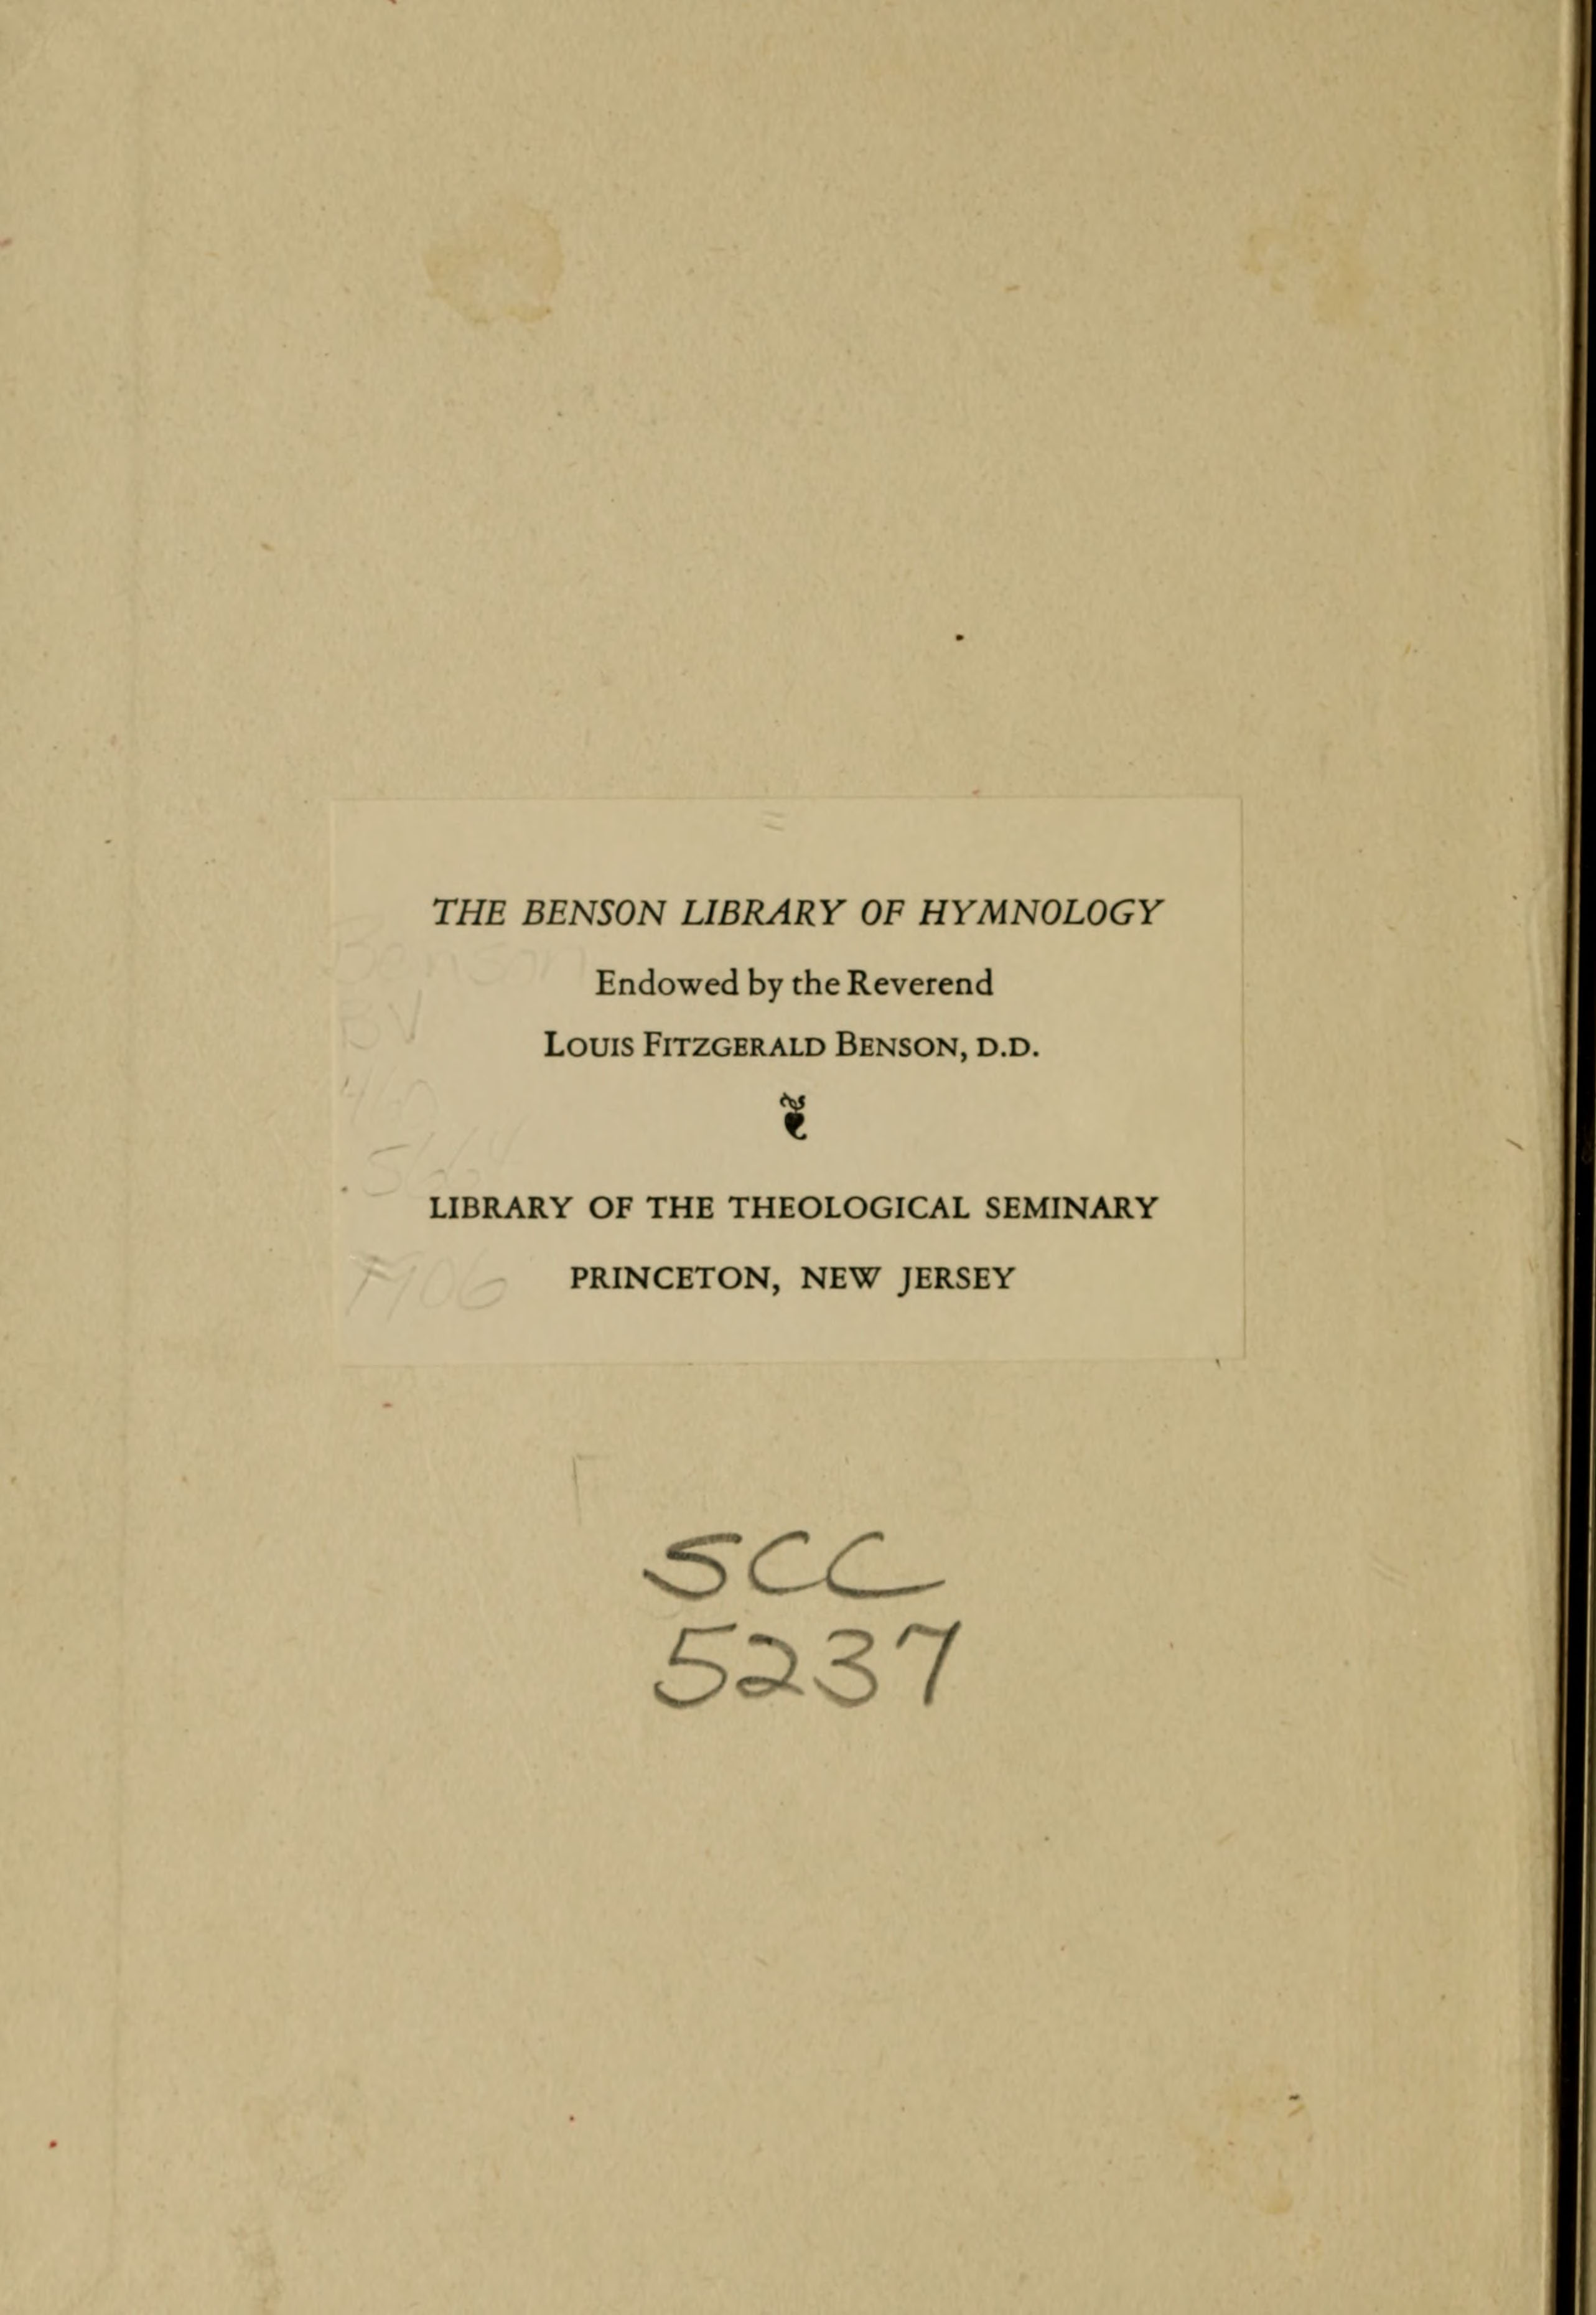 THE BENSON LIBRARY OF HYMNOLOGY
Endowed by the Reverend
LOUIS FITZGERALD BENSON, D.D.
LIBRARY OF THE THEOLOGICAL SEMINARY
PRINCETON, NEW JERSEY
SCC
5237